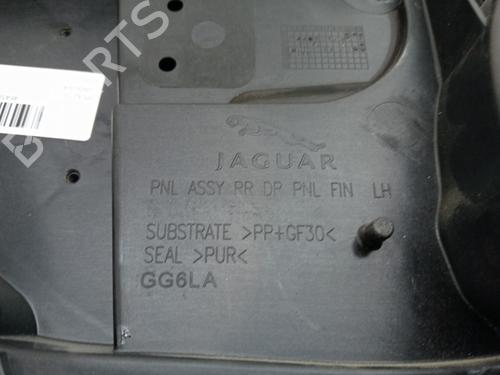 JAGUAR
PNL ASSY RR DR PNL FIN LH
SUBSTRATE >PP+GF30<
SEAL >PUR<
GG6LA